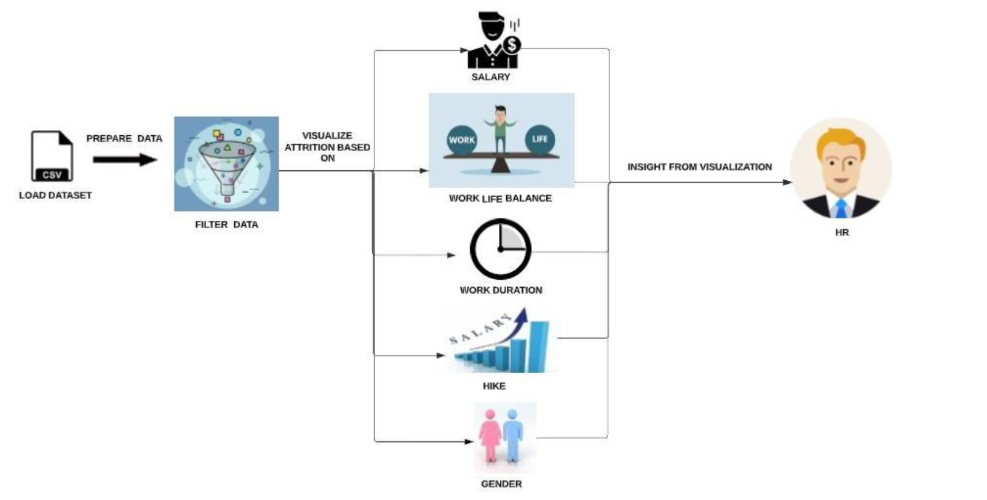 CSV
LOAD DATASET
PREPARE DATA
FILTER DATA
VISUALIZE
ATTRITION BASED
ON
$
SALARY
WORK
LIFE
WORK LIFE BALANCE
WORK DURATION
SALARY
HIKE
GENDER
INSIGHT FROM VISUALIZATION
HR